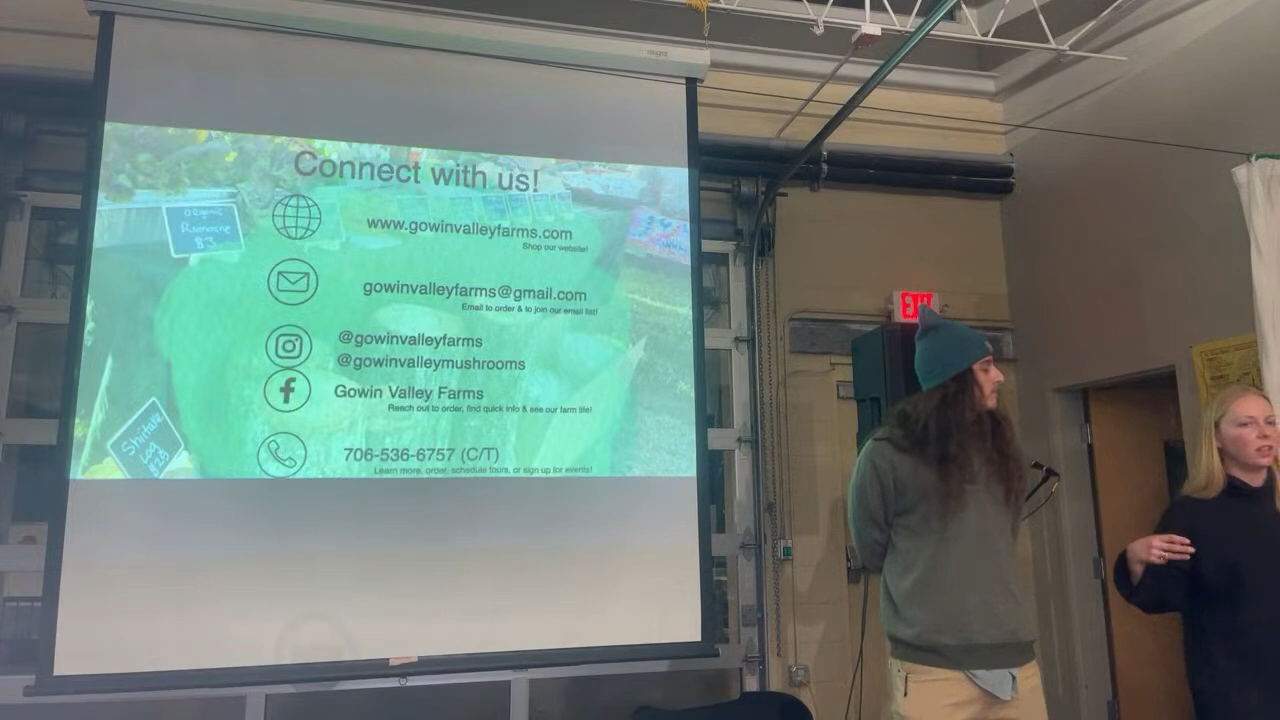 Connect with us!
www.gowinvalleyfarms.com
Shop our website!
gowinvalleyfarms@gmail.com
Email to order & to join our email list!
@gowinvalleyfarms
@gowinvalleymushrooms
Gowin Valley Farms
Reach out to order, find quick info & see our farm life!
706-536-6757 (C/T)
Learn more, order, schedule tours, or sign up for events!
Organic
Romaine
$3
Shiitake
Log
$25
EXIT